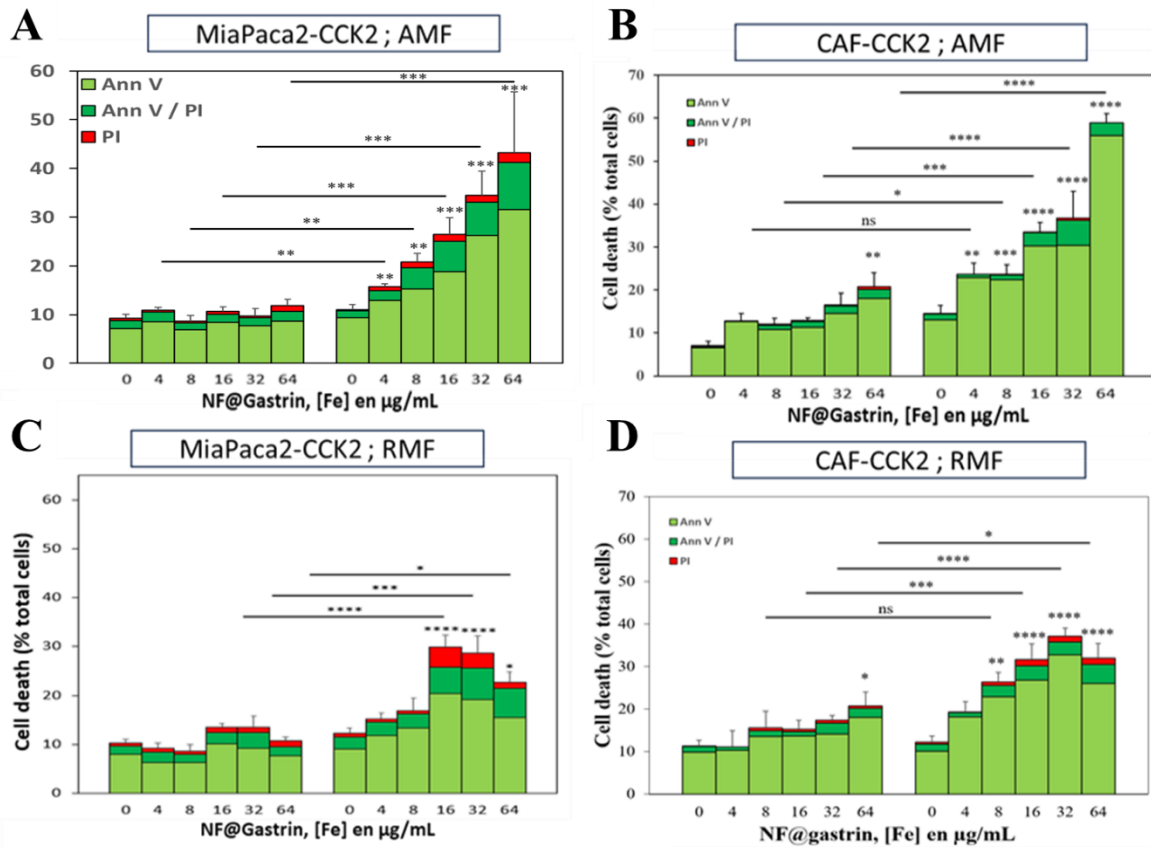 A
MiaPaca2-CCK2 ; AMF
60
50
40
30
20
10
0
Ann V
Ann V / PI
PI
***
***
***
***
***
***
**
**
**
**
0 4 8 16 32 64 0 4 8 16 32 64
NF@Gastrin, [Fe] en µg/mL
B
CAF-CCK2 ; AMF
Cell death (% total cells)
70
60
50
40
30
20
10
0
Ann V
Ann V / PI
PI
****
****
****
****
***
****
*
ns
**
***
**
0 4 8 16 32 64 0 4 8 16 32 64
NF@Gastrin, [Fe] en µg/mL
C
MiaPaca2-CCK2 ; RMF
Cell death (% total cells)
60
50
40
30
20
10
0
*
***
****
**** ****
*
0 4 8 16 32 64 0 4 8 16 32 64
NF@Gastrin, [Fe] en µg/mL
D
CAF-CCK2 ; RMF
Cell death (% total cells)
70
60
50
40
30
20
10
0
Ann V
Ann V / PI
PI
*
****
***
ns
****
**** ****
**
*
0 4 8 16 32 64 0 4 8 16 32 64
NF@gastrin, [Fe] en µg/mL